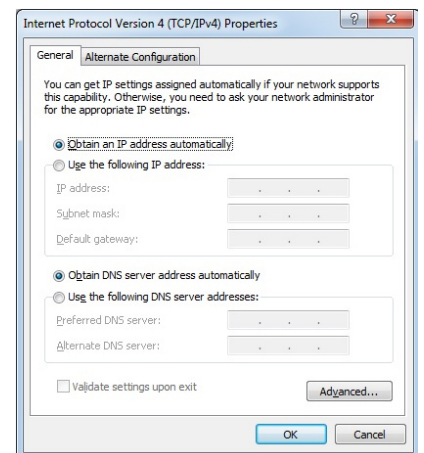 Internet Protocol Version 4 (TCP/IPv4) Properties
General
Alternate Configuration
You can get IP settings assigned automatically if your network supports
this capability. Otherwise, you need to ask your network administrator
for the appropriate IP settings.
Obtain an IP address automatically
Use the following IP address:
IP address:
Subnet mask:
Default gateway:
Obtain DNS server address automatically
Use the following DNS server addresses:
Preferred DNS server:
Alternate DNS server:
Validate settings upon exit
Advanced...
OK
Cancel